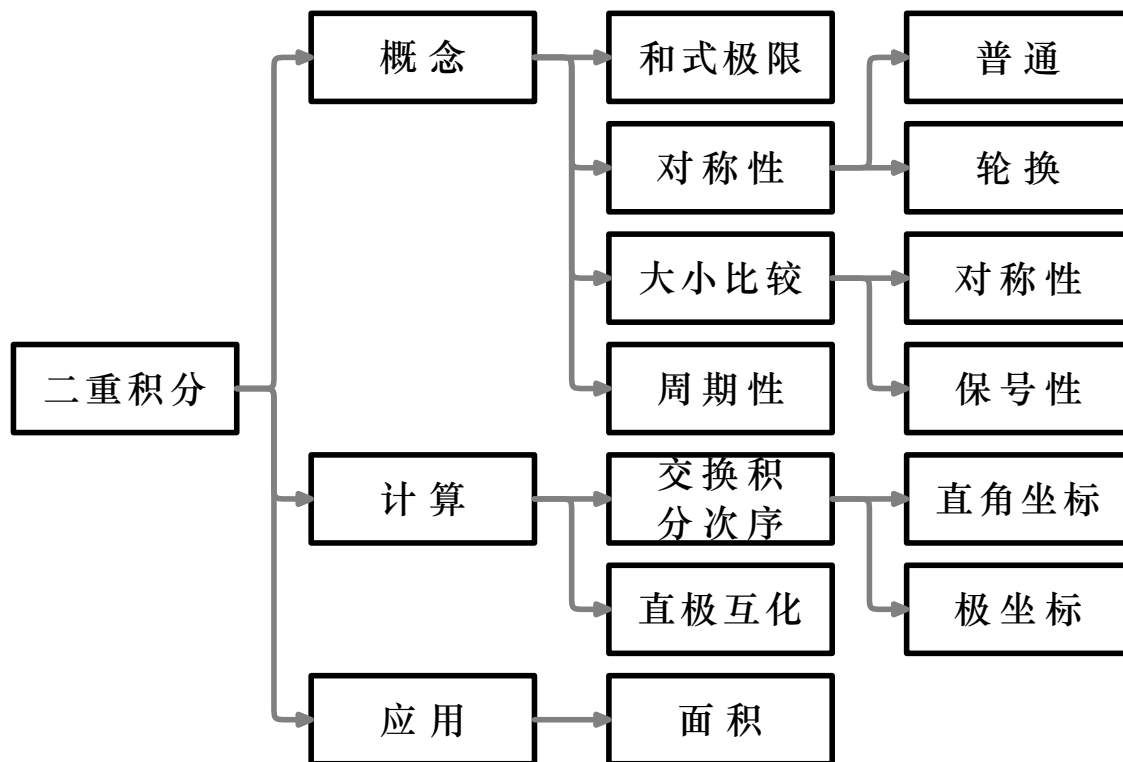 概念
和式极限
普通
对称性
轮换
大小比较
对称性
二重积分
周期性
保号性
计算
交换积
分次序
直角坐标
直极互化
极坐标
应用
面积